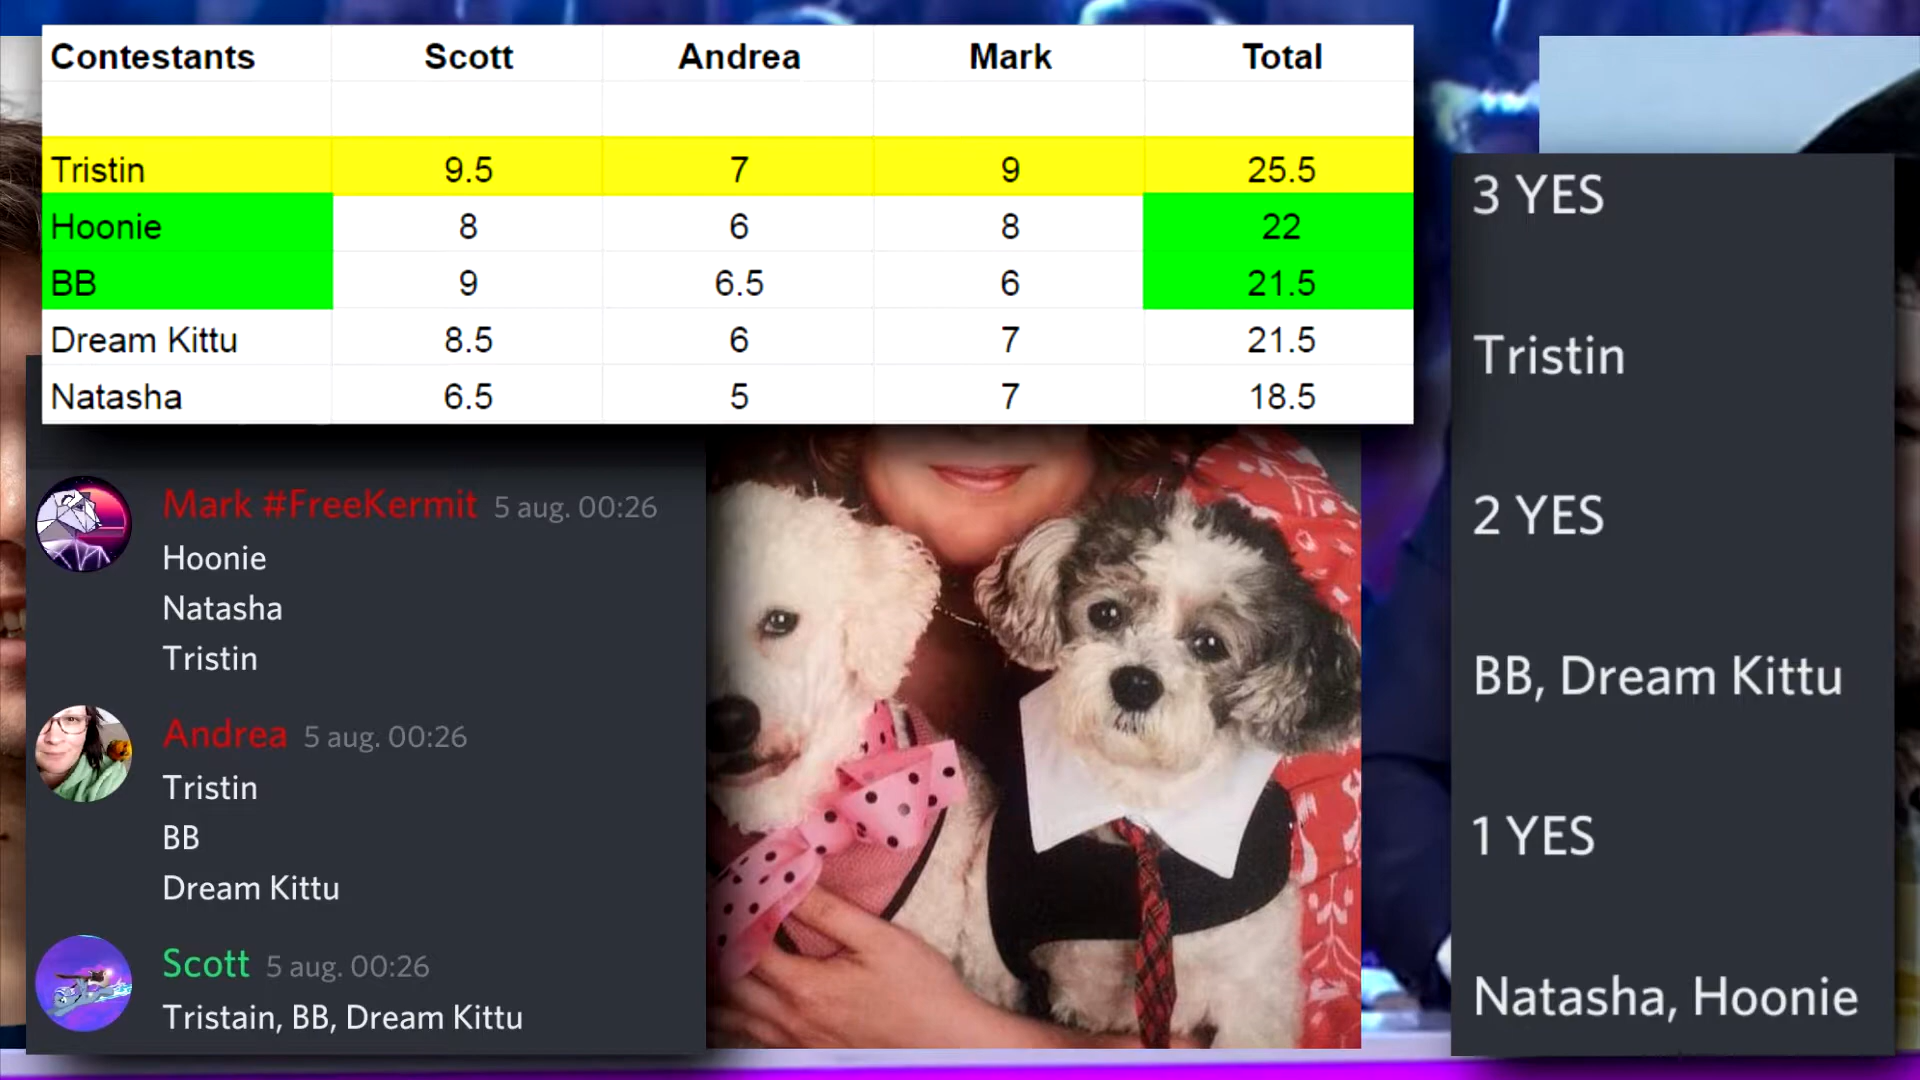 Contestants Scott Andrea Mark Total
Tristin 9.5 7 9 25.5
Hoonie 8 6 8 22
BB 9 6.5 6 21.5
Dream Kittu 8.5 6 7 21.5
Natasha 6.5 5 7 18.5
Mark #FreeKermit 5 aug. 00:26
Hoonie
Natasha
Tristin
Andrea 5 aug. 00:26
Tristin
BB
Dream Kittu
Scott 5 aug. 00:26
Tristain, BB, Dream Kittu
3 YES
Tristin
2 YES
BB, Dream Kittu
1 YES
Natasha, Hoonie